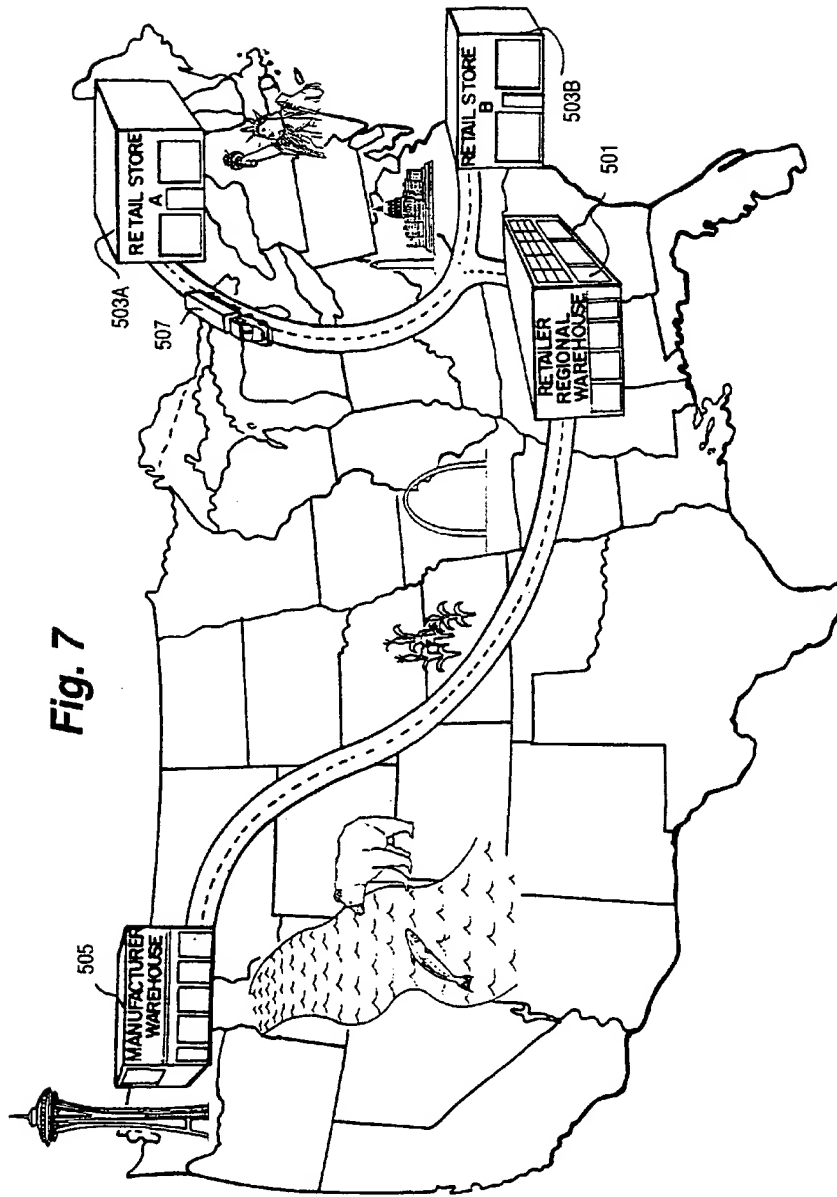 Fig. 7
505
MANUFACTURER
WAREHOUSE
503A
RETAIL STORE
A
507
RETAIL STORE
B
503B
RETAILER
REGIONAL
WAREHOUSE
501